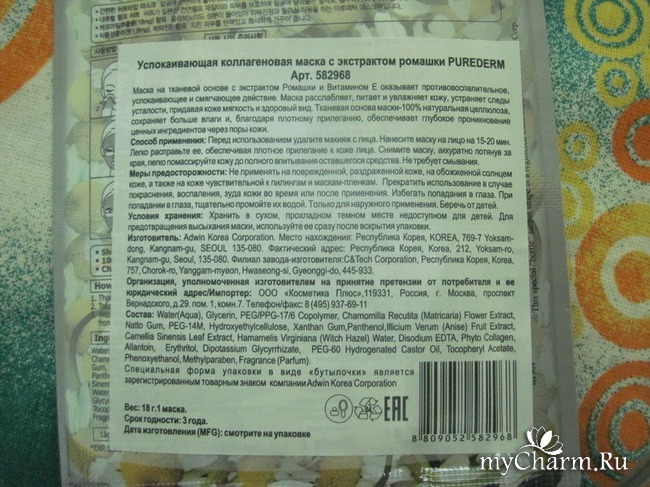 Успокаивающая коллагеновая маска с экстрактом ромашки PUREDERM
Арт. 582968
Маска на тканевой основе с экстрактом Ромашки и Витамином Е оказывает противовоспалительное,
успокаивающее и смягчающее действие. Маска расслабляет, питает и увлажняет кожу, устраняет следы
усталости, придавая коже мягкость и здоровый вид. Тканевая основа маски-100% натуральная целлюлоза,
сохраняет больше влаги и, благодаря плотному прилеганию, обеспечивает глубокое проникновение
ценных ингредиентов через поры кожи.
Способ применения: Перед использованием удалите макияж с лица. Нанесите маску на лицо на 15-20 мин.
Легко расправьте ее, обеспечивая плотное прилегание к коже лица. Снимите маску, аккуратно потянув за
края, легко помассируйте кожу до полного впитывания оставшегося средства. Не требует смывания.
Меры предосторожности: Не применять на поврежденной, раздраженной коже, на обожженной солнцем
коже, а также на коже чувствительной к пилингам и маскам-пленкам. Прекратить использование в случае
покраснения, воспаления, зуда кожи во время или после применения. Избегать попадания в глаза. При
попадании в глаза, тщательно промойте их водой. Только для наружного применения. Беречь от детей.
Условия хранения: Хранить в сухом, прохладном темном месте недоступном для детей. Для
предотвращения высыхания маски, используйте ее сразу после вскрытия упаковки.
Изготовитель: Adwin Korea Corporation. Место нахождения: Республика Корея, KOREA, 769-7 Yoksam-
dong, Kangnam-gu, SEOUL 135-080. Фактический адрес: Республика Корея, Korea, 212, Yoksam-ro,
Kangnam-gu, Seoul, 135-080. Филиал завода-изготовителя:C&Tech Corporation, Республика Корея, Korea,
757, Chorok-ro, Yanggam-myeon, Hwaseong-si, Gyeonggi-do, 445-933.
Организация, уполномоченная изготовителем на принятие претензии от потребителя и ее
юридический адрес/Импортер: ООО «Косметика Плюс»,119331, Россия, г. Москва, проспект
Вернадского,д.29. пом. 1, комн.7. Телефон/факс: 8 (495) 937-69-11
Состав: Water(Aqua), Glycerin, PEG/PPG-17/6 Copolymer, Chamomilla Recutita (Matricaria) Flower Extract,
Natto Gum, PEG-14M, Hydroxyethylcellulose, Xanthan Gum,Panthenol,Illicium Verum (Anise) Fruit Extract,
Camellia Sinensis Leaf Extract, Hamamelis Virginiana (Witch Hazel) Water, Disodium EDTA, Phyto Collagen,
Allantoin, Erythritol, Dipotassium Glycyrrhizate, PEG-60 Hydrogenated Castor Oil, Tocopheryl Acetate,
Phenoxyethanol, Methylparaben, Fragrance (Parfum).
Специальная форма упаковки в виде «бутылочки» является
зарегистрированным товарным знаком компании Adwin Korea Corporation
Вес: 18 г.1 маска.
Срок годности: 3 года.
Дата изготовления (MFG): смотрите на упаковке
EAC
8 809052 582968
myCharm.Ru